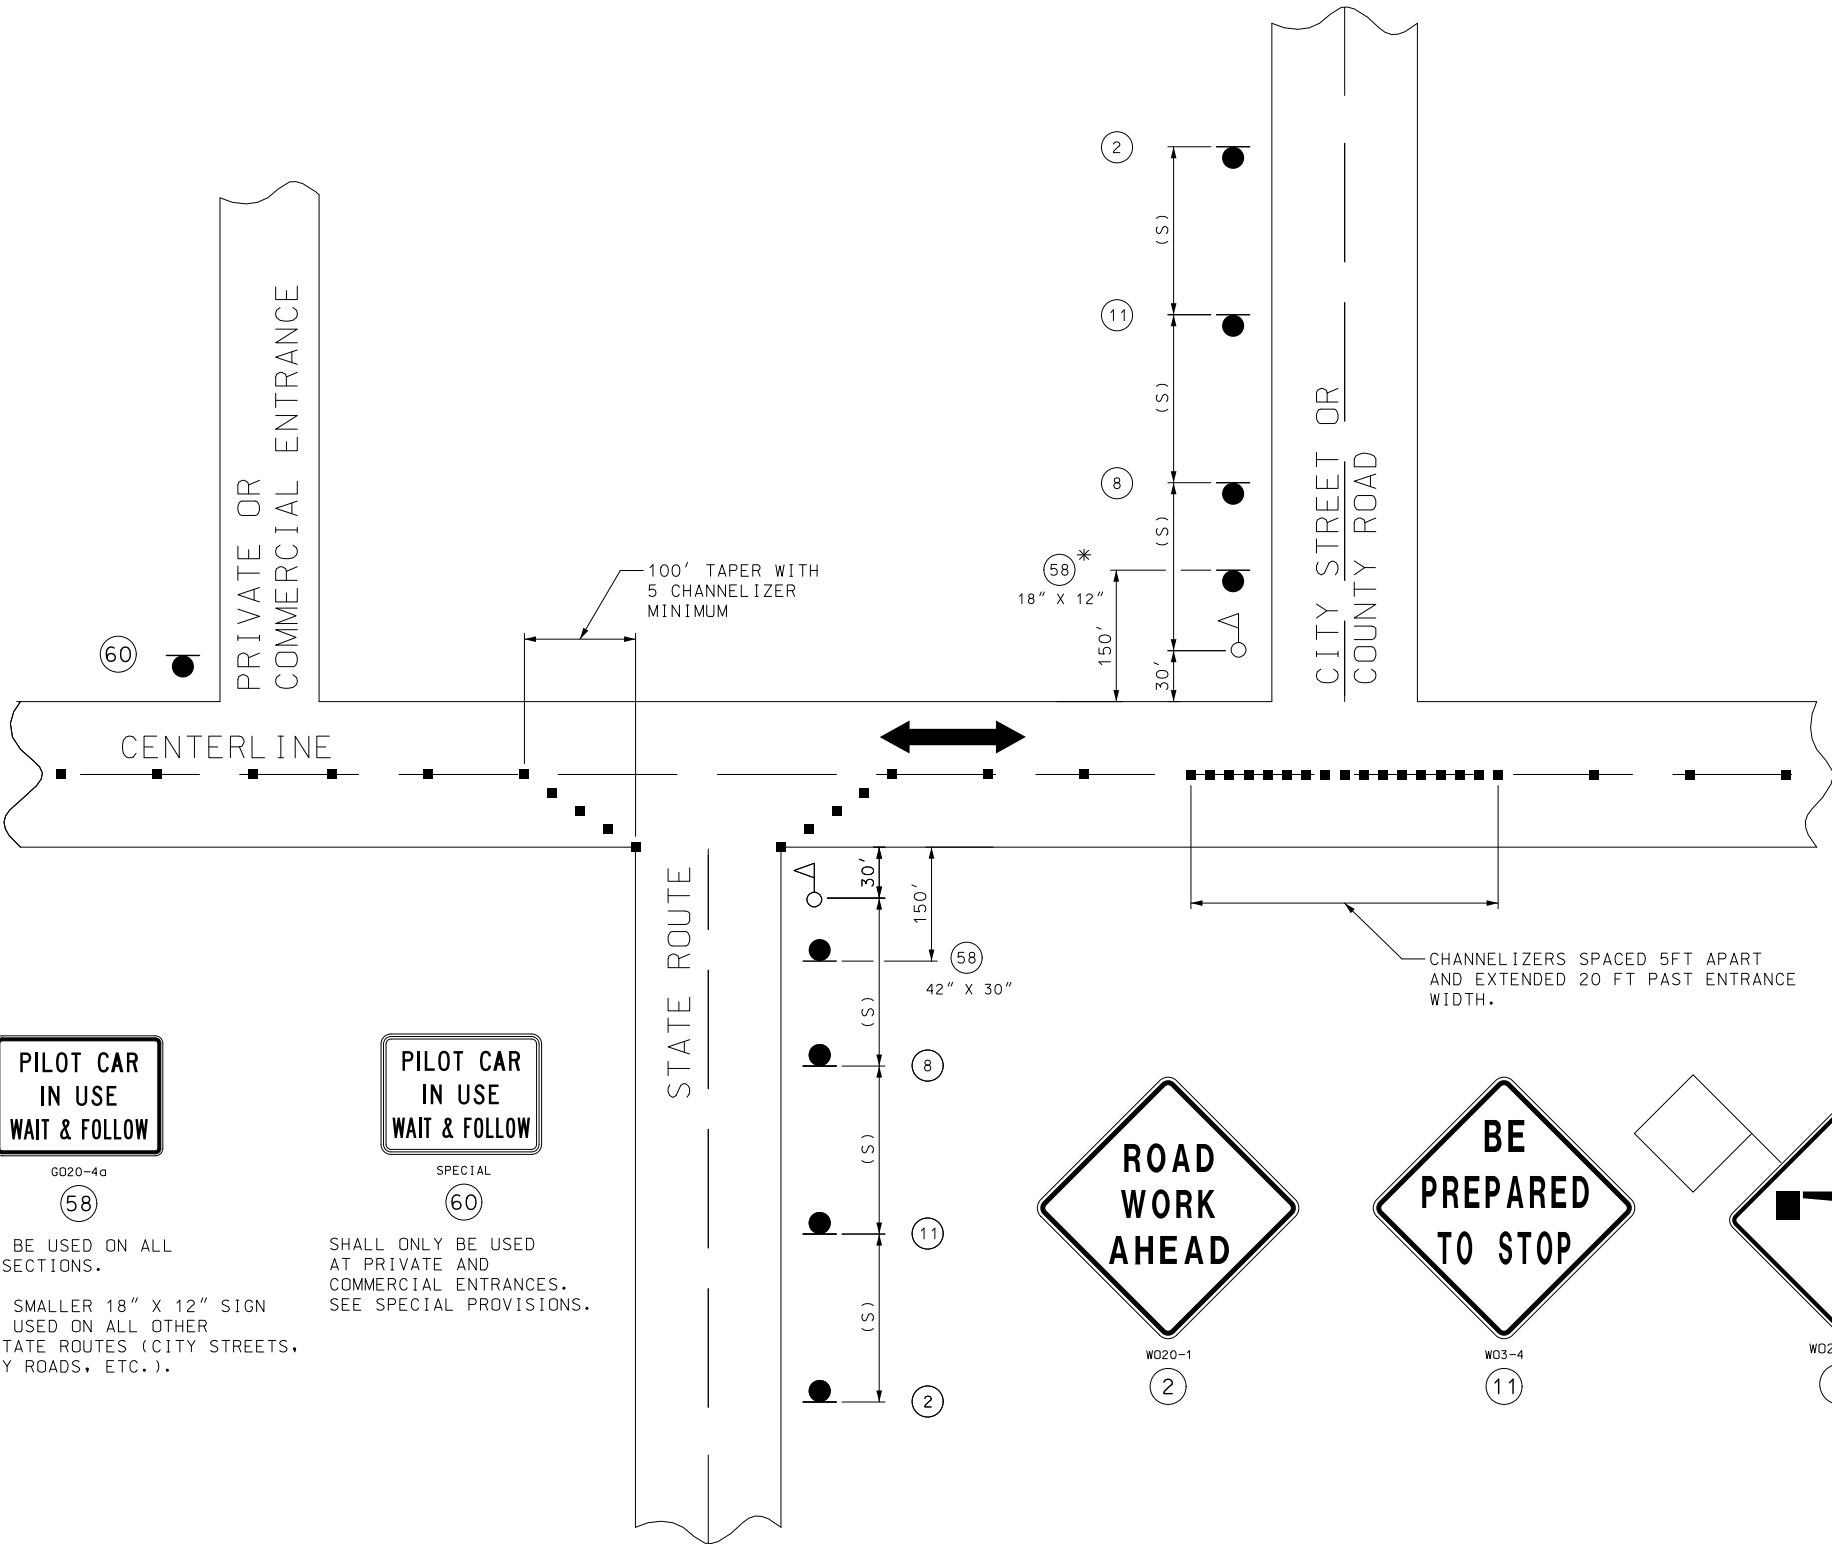 2
(S)
11
(S)
8
(S)
58*
18" X 12"
150'
30'
CITY STREET OR
COUNTY ROAD
PRIVATE OR
COMMERCIAL ENTRANCE
100' TAPER WITH
5 CHANNELIZER
MINIMUM
60
CENTERLINE
STATE ROUTE
30'
150'
58
42" X 30"
(S)
8
(S)
11
(S)
2
CHANNELIZERS SPACED 5FT APART
AND EXTENDED 20 FT PAST ENTRANCE
WIDTH.
PILOT CAR
IN USE
WAIT & FOLLOW
GO20-4a
58
BE USED ON ALL
SECTIONS.
SMALLER 18" X 12" SIGN
USED ON ALL OTHER
TATE ROUTES (CITY STREETS,
Y ROADS, ETC.).
PILOT CAR
IN USE
WAIT & FOLLOW
SPECIAL
60
SHALL ONLY BE USED
AT PRIVATE AND
COMMERCIAL ENTRANCES.
SEE SPECIAL PROVISIONS.
ROAD
WORK
AHEAD
WO20-1
2
BE
PREPARED
TO STOP
WO3-4
11
WO2